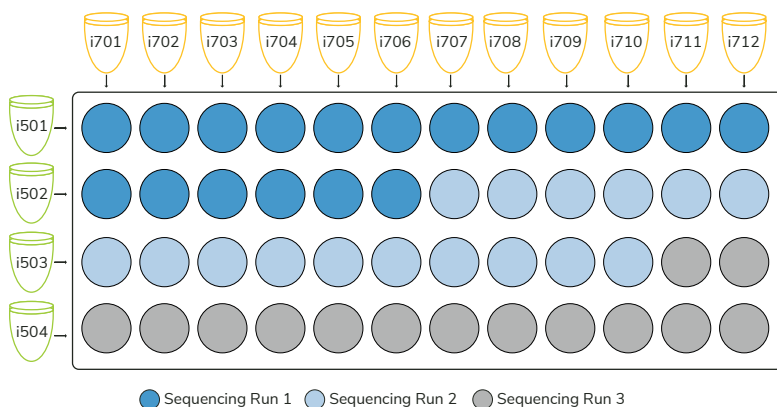 i701 i702 i703 i704 i705 i706 i707 i708 i709 i710 i711 i712
i501
i502
i503
i504
Sequencing Run 1 Sequencing Run 2 Sequencing Run 3